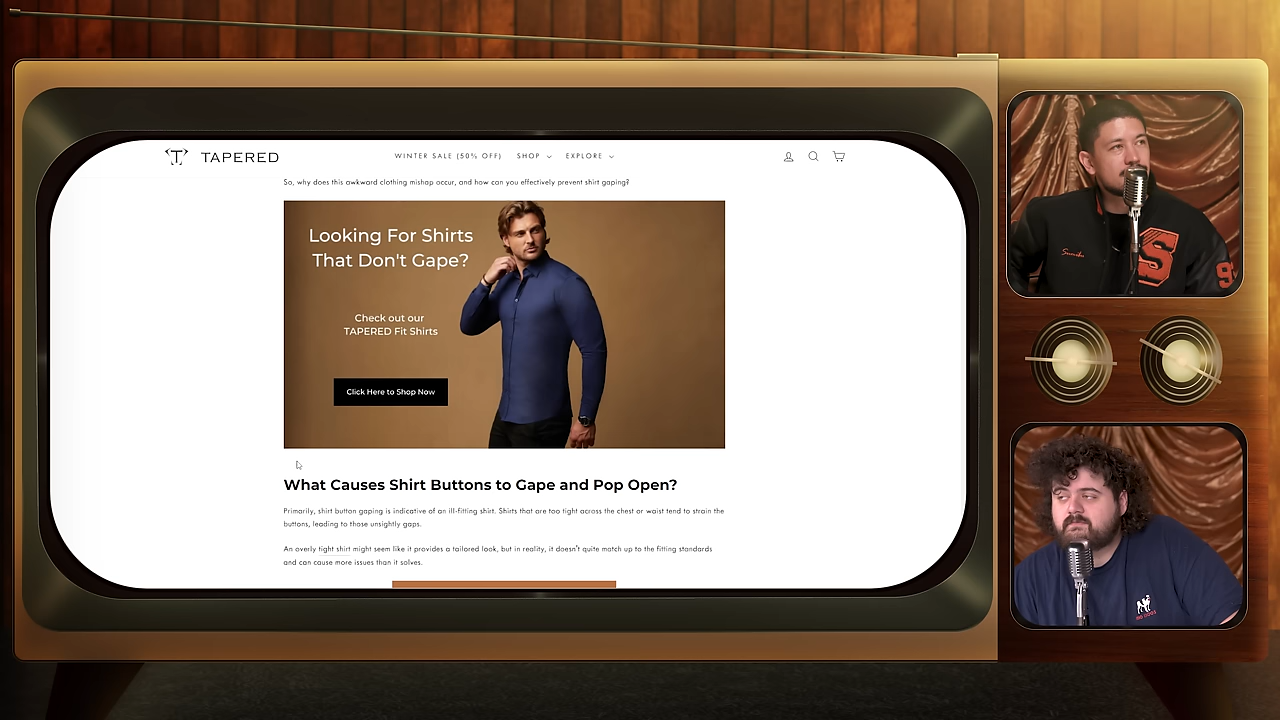 TAPERED
WINTER SALE (50% OFF) SHOP EXPLORE
So, why does this awkward clothing mishap occur, and how can you effectively prevent shirt gaping?
Looking For Shirts
That Don't Gape?
Check out our
TAPERED Fit Shirts
Click Here to Shop Now
What Causes Shirt Buttons to Gape and Pop Open?
Primarily, shirt button gaping is indicative of an ill-fitting shirt. Shirts that are too tight across the chest or waist tend to strain the
buttons, leading to those unsightly gaps.
An overly tight shirt might seem like it provides a tailored look, but in reality, it doesn't quite match up to the fitting standards
and can cause more issues than it solves.
S
9